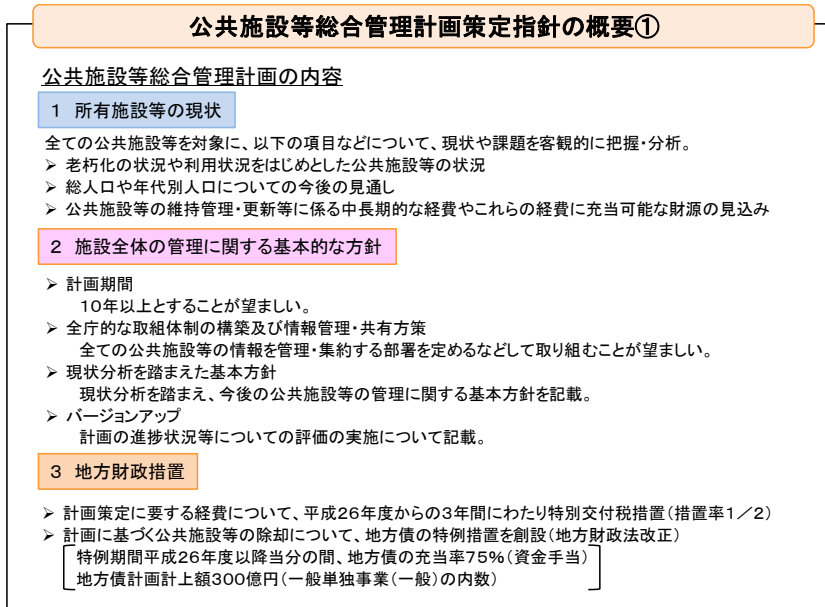 公共施設等総合管理計画策定指針の概要①
公共施設等総合管理計画の内容
1 所有施設等の現状
全ての公共施設等を対象に、以下の項目などについて、現状や課題を客観的に把握・分析。
➢ 老朽化の状況や利用状況をはじめとした公共施設等の状況
➢ 総人口や年代別人口についての今後の見通し
➢ 公共施設等の維持管理・更新等に係る中長期的な経費やこれらの経費に充当可能な財源の見込み
2 施設全体の管理に関する基本的な方針
➢ 計画期間
10年以上とすることが望ましい。
➢ 全庁的な取組体制の構築及び情報管理・共有方策
全ての公共施設等の情報を管理・集約する部署を定めるなどして取り組むことが望ましい。
➢ 現状分析を踏まえた基本方針
現状分析を踏まえ、今後の公共施設等の管理に関する基本方針を記載。
➢ バージョンアップ
計画の進捗状況等についての評価の実施について記載。
3 地方財政措置
➢ 計画策定に要する経費について、平成26年度からの3年間にわたり特別交付税措置(措置率1/2)
➢ 計画に基づく公共施設等の除却について、地方債の特例措置を創設(地方財政法改正)
特例期間平成26年度以降当分の間、地方債の充当率75%(資金手当)
地方債計画計上額300億円(一般単独事業(一般)の内数)